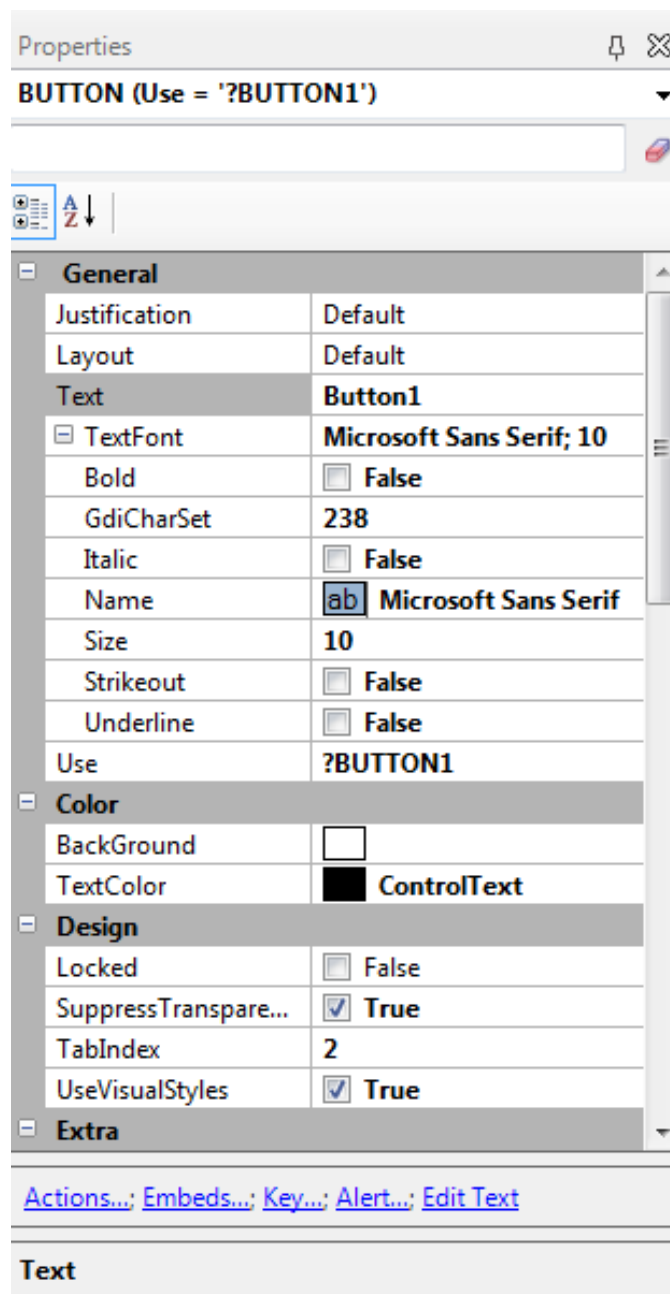 Properties
BUTTON (Use = '?BUTTON1')
A
Z
General
Justification Default
Layout Default
Text Button1
TextFont Microsoft Sans Serif; 10
Bold False
GdiCharSet 238
Italic False
Name ab Microsoft Sans Serif
Size 10
Strikeout False
Underline False
Use ?BUTTON1
Color
BackGround
TextColor ControlText
Design
Locked False
SuppressTranspare... True
TabIndex 2
UseVisualStyles True
Extra
Actions...; Embeds...; Key...; Alert...; Edit Text
Text